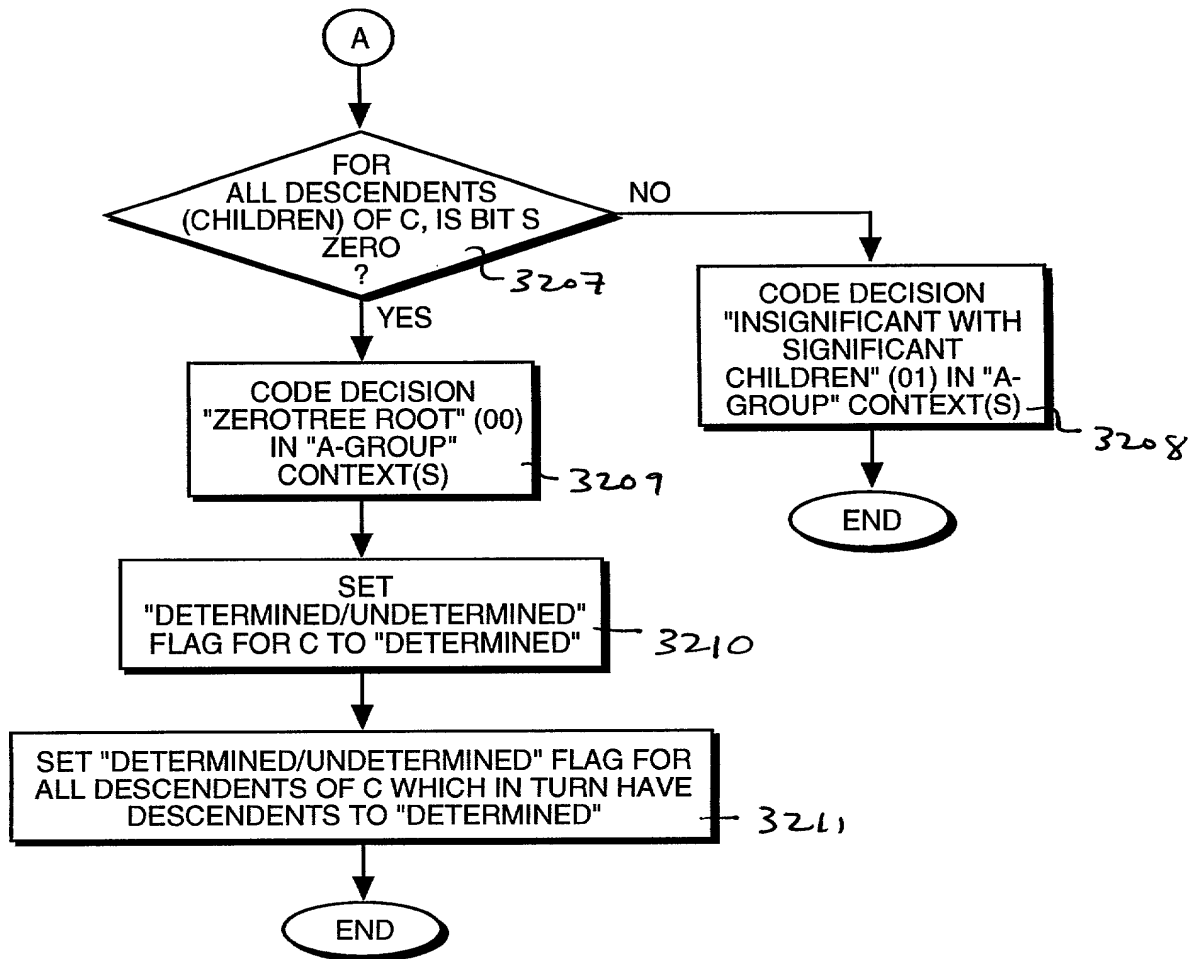 A
FOR
ALL DESCENDENTS
(CHILDREN) OF C, IS BIT S
ZERO
?
3207
NO
YES
CODE DECISION
"INSIGNIFICANT WITH
SIGNIFICANT
CHILDREN" (01) IN "A-
GROUP" CONTEXT(S)
3208
END
CODE DECISION
"ZEROTREE ROOT" (00)
IN "A-GROUP"
CONTEXT(S)
3209
SET
"DETERMINED/UNDETERMINED"
FLAG FOR C TO "DETERMINED"
3210
SET "DETERMINED/UNDETERMINED" FLAG FOR
ALL DESCENDENTS OF C WHICH IN TURN HAVE
DESCENDENTS TO "DETERMINED"
3211
END